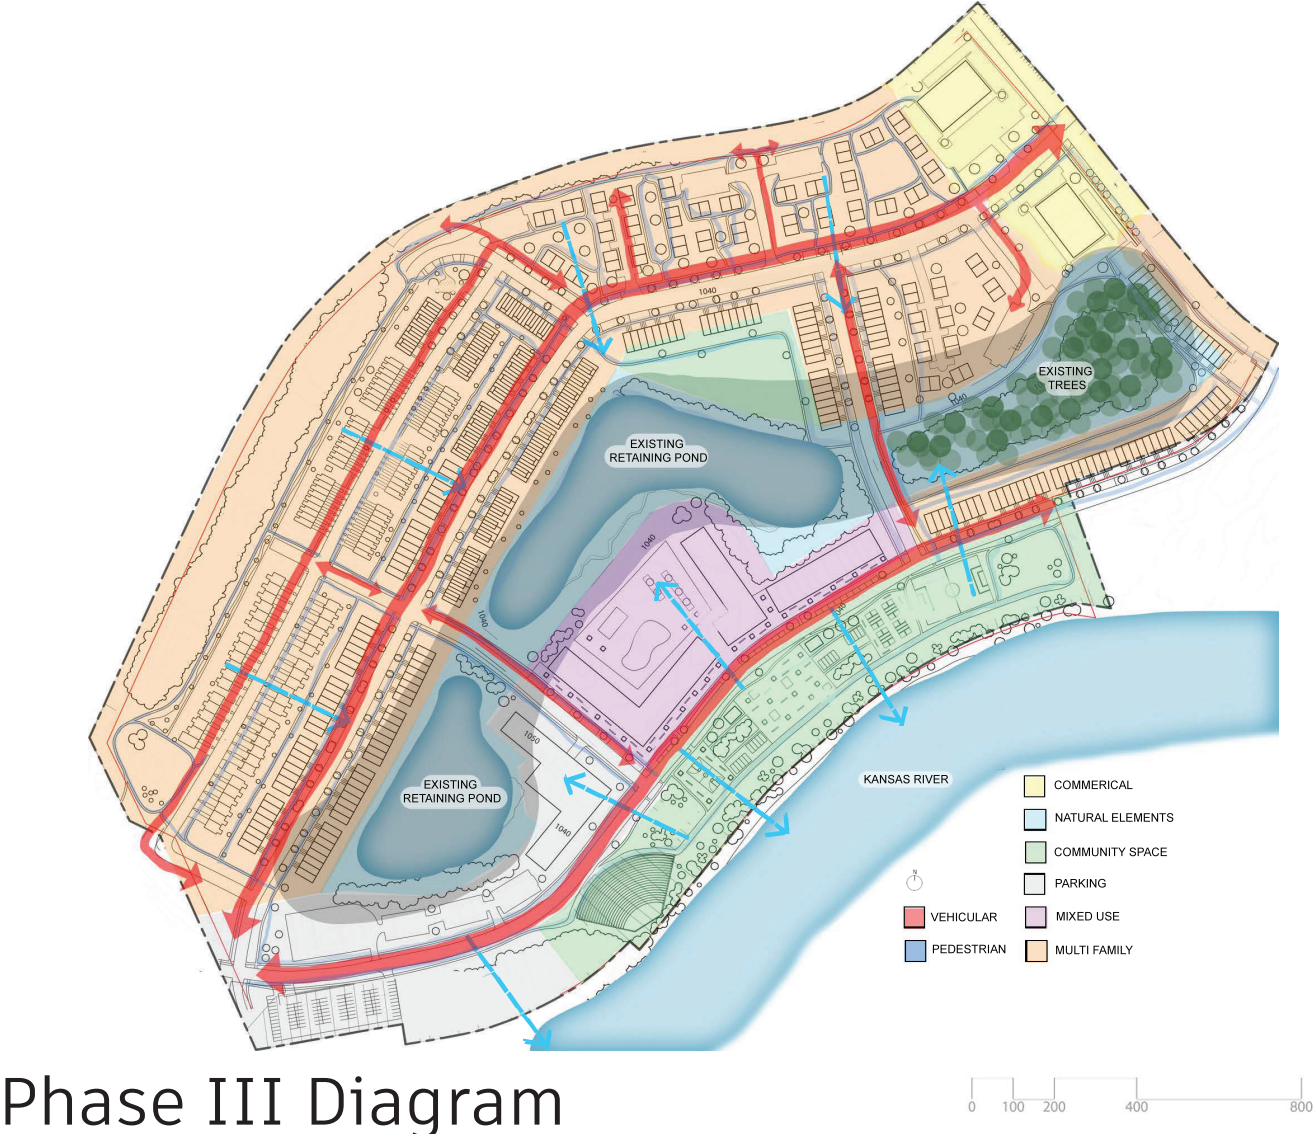 1040
EXISTING
TREES
1040
EXISTING
RETAINING POND
1040
1040
1050
EXISTING
RETAINING POND
1040
KANSAS RIVER
COMMERICAL
NATURAL ELEMENTS
COMMUNITY SPACE
N
PARKING
VEHICULAR
MIXED USE
PEDESTRIAN
MULTI FAMILY
Phase III Diagram
0 100 200 400 800